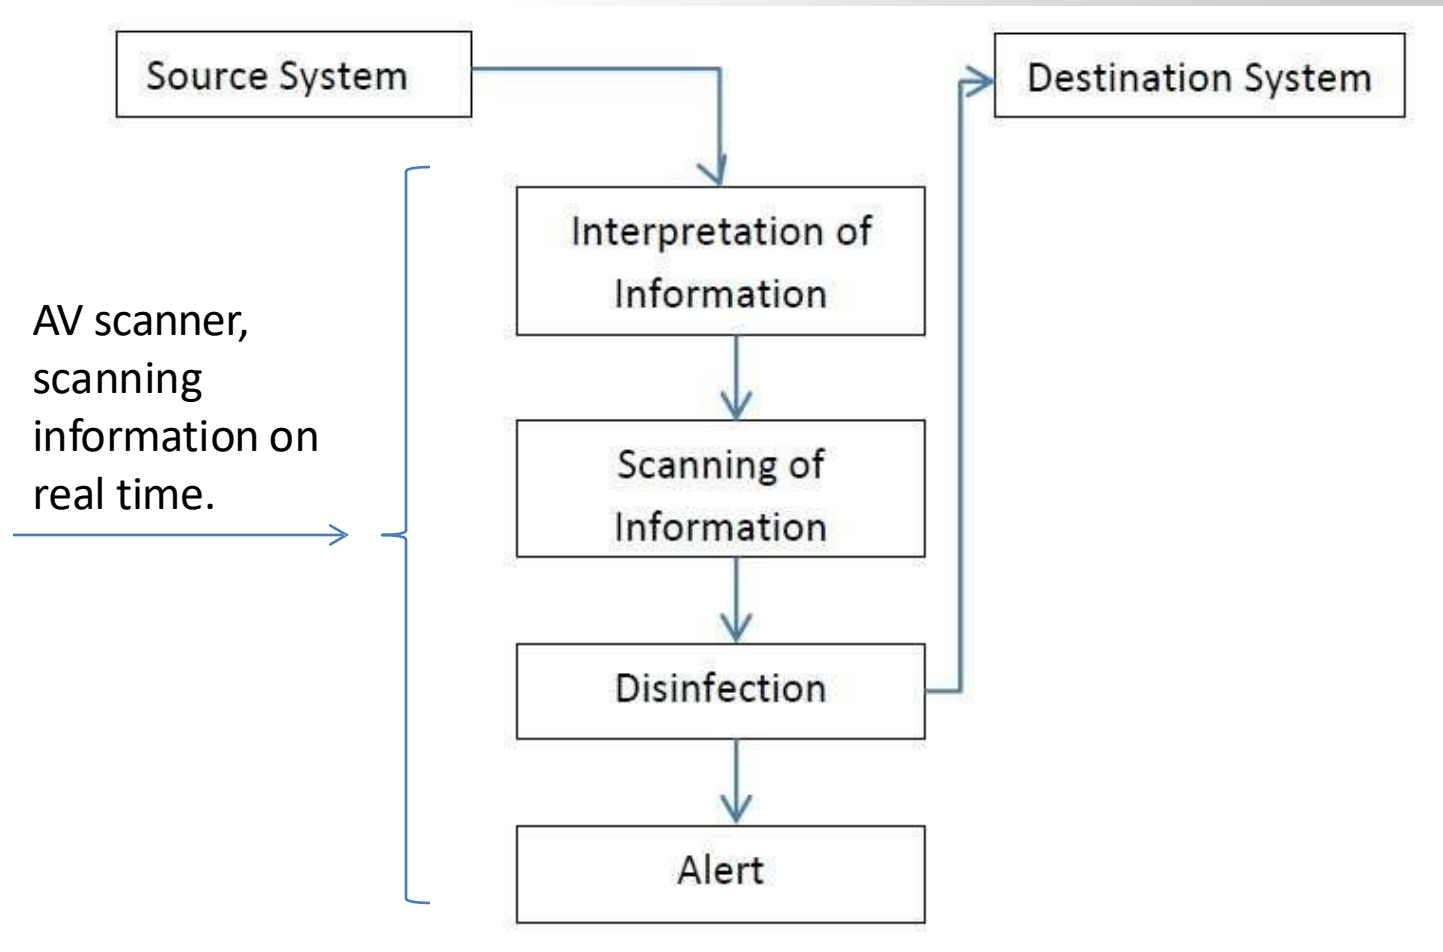 Source System
Destination System
Interpretation of
Information
AV scanner,
scanning
information on
real time.
Scanning of
Information
Disinfection
Alert